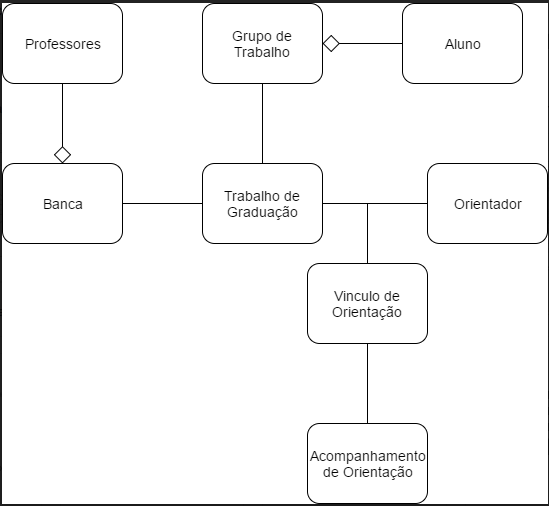 Professores
Grupo de
Trabalho
Aluno
Banca
Trabalho de
Graduação
Orientador
Vinculo de
Orientação
Acompanhamento
de Orientação